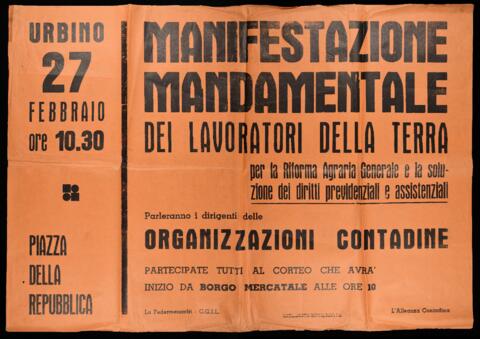 URBINO
27
FEBBRAIO
ore 10.30
PIAZZA
DELLA
REPUBBLICA
MANIFESTAZIONE
MANDAMENTALE
DEI LAVORATORI DELLA TERRA
per la Riforma Agraria Generale e la solu-
zione dei diritti previdenziali e assistenziali
Parleranno i dirigenti delle
ORGANIZZAZIONI CONTADINE
PARTECIPATE TUTTI AL CORTEO CHE AVRA'
INIZIO DA BORGO MERCATALE ALLE ORE 10
La Federmezzadri - C.G.I.L.
L'Alleanza Contadina